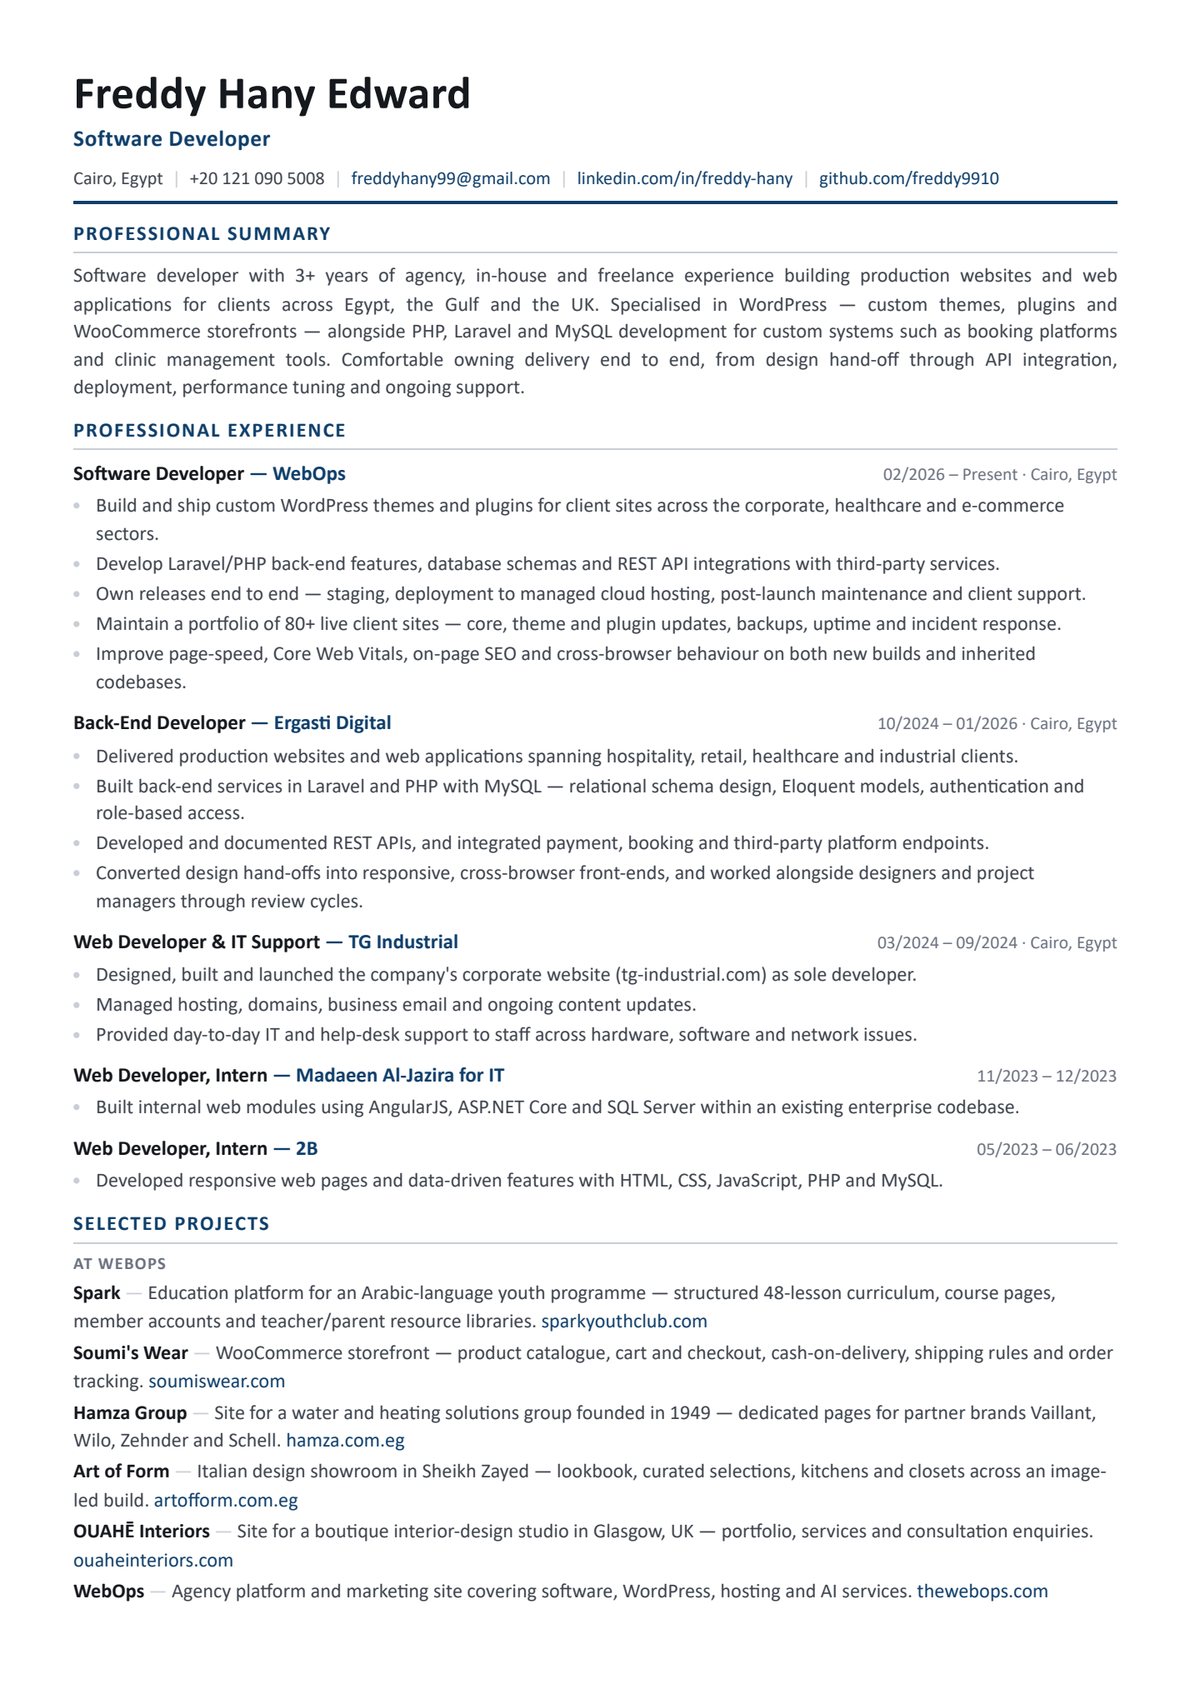 Freddy Hany Edward
Software Developer
Cairo, Egypt | +20 121 090 5008 | freddyhany99@gmail.com | linkedin.com/in/freddy-hany | github.com/freddy9910
PROFESSIONAL SUMMARY
Software developer with 3+ years of agency, in-house and freelance experience building production websites and web
applications for clients across Egypt, the Gulf and the UK. Specialised in WordPress — custom themes, plugins and
WooCommerce storefronts — alongside PHP, Laravel and MySQL development for custom systems such as booking platforms
and clinic management tools. Comfortable owning delivery end to end, from design hand-off through API integration,
deployment, performance tuning and ongoing support.
PROFESSIONAL EXPERIENCE
Software Developer — WebOps 02/2026 – Present · Cairo, Egypt
• Build and ship custom WordPress themes and plugins for client sites across the corporate, healthcare and e-commerce
sectors.
• Develop Laravel/PHP back-end features, database schemas and REST API integrations with third-party services.
• Own releases end to end — staging, deployment to managed cloud hosting, post-launch maintenance and client support.
• Maintain a portfolio of 80+ live client sites — core, theme and plugin updates, backups, uptime and incident response.
• Improve page-speed, Core Web Vitals, on-page SEO and cross-browser behaviour on both new builds and inherited
codebases.
Back-End Developer — Ergasti Digital 10/2024 – 01/2026 · Cairo, Egypt
• Delivered production websites and web applications spanning hospitality, retail, healthcare and industrial clients.
• Built back-end services in Laravel and PHP with MySQL — relational schema design, Eloquent models, authentication and
role-based access.
• Developed and documented REST APIs, and integrated payment, booking and third-party platform endpoints.
• Converted design hand-offs into responsive, cross-browser front-ends, and worked alongside designers and project
managers through review cycles.
Web Developer & IT Support — TG Industrial 03/2024 – 09/2024 · Cairo, Egypt
• Designed, built and launched the company's corporate website (tg-industrial.com) as sole developer.
• Managed hosting, domains, business email and ongoing content updates.
• Provided day-to-day IT and help-desk support to staff across hardware, software and network issues.
Web Developer, Intern — Madaeen Al-Jazira for IT 11/2023 – 12/2023
• Built internal web modules using AngularJS, ASP.NET Core and SQL Server within an existing enterprise codebase.
Web Developer, Intern — 2B 05/2023 – 06/2023
• Developed responsive web pages and data-driven features with HTML, CSS, JavaScript, PHP and MySQL.
SELECTED PROJECTS
AT WEBOPS
Spark — Education platform for an Arabic-language youth programme — structured 48-lesson curriculum, course pages,
member accounts and teacher/parent resource libraries. sparkyouthclub.com
Soumi's Wear — WooCommerce storefront — product catalogue, cart and checkout, cash-on-delivery, shipping rules and order
tracking. soumiswear.com
Hamza Group — Site for a water and heating solutions group founded in 1949 — dedicated pages for partner brands Vaillant,
Wilo, Zehnder and Schell. hamza.com.eg
Art of Form — Italian design showroom in Sheikh Zayed — lookbook, curated selections, kitchens and closets across an image-
led build. artofform.com.eg
OUAHĒ Interiors — Site for a boutique interior-design studio in Glasgow, UK — portfolio, services and consultation enquiries.
ouaheinteriors.com
WebOps — Agency platform and marketing site covering software, WordPress, hosting and AI services. thewebops.com